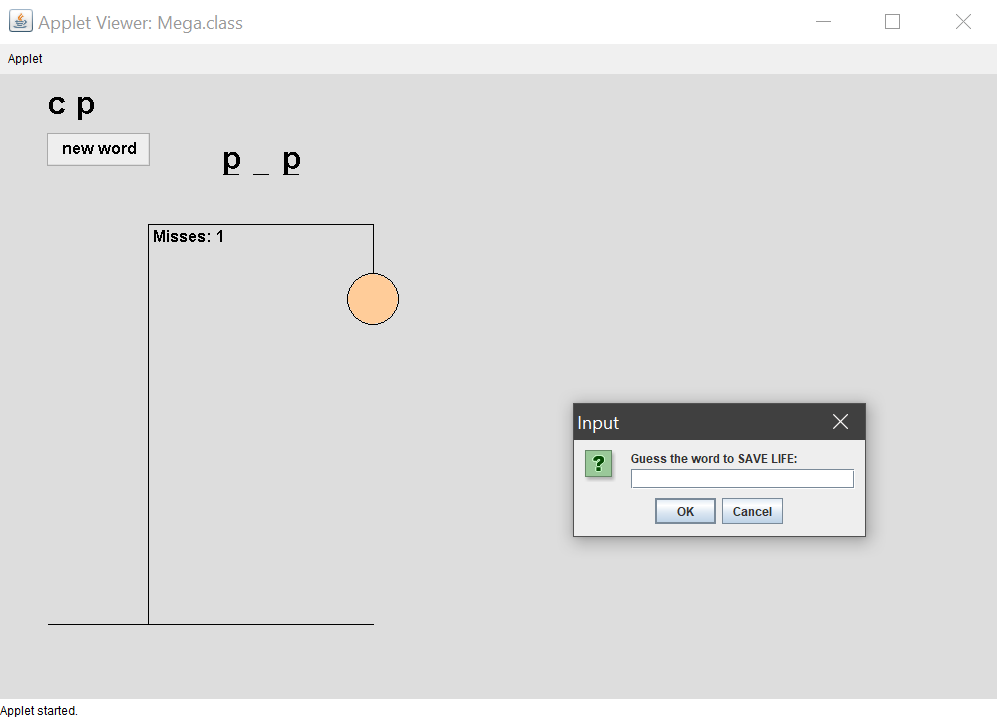 Applet Viewer: Mega.class
Applet
c p
new word
p _ p
Misses: 1
Input
?
Guess the word to SAVE LIFE:
OK Cancel
Applet started.